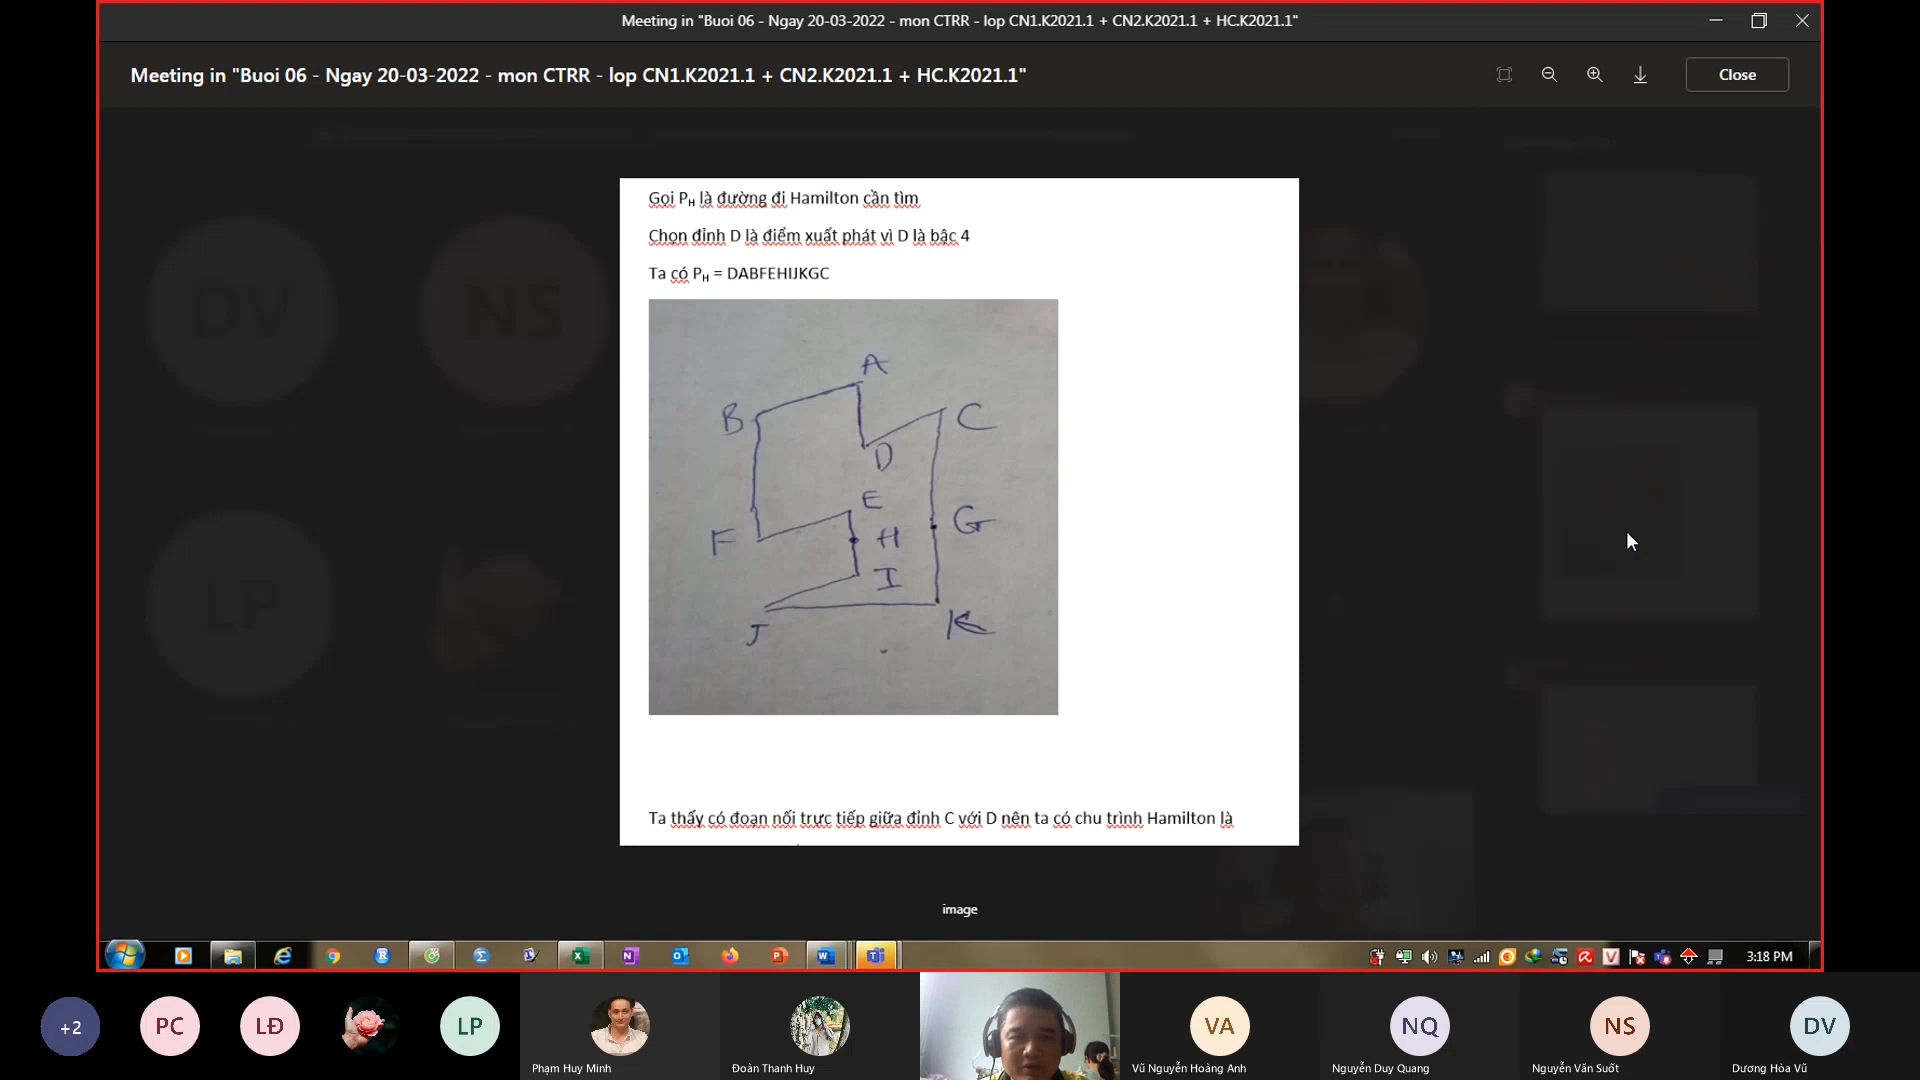 Meeting in "Buoi 06 - Ngay 20-03-2022 - mon CTRR - lop CN1.K2021.1 + CN2.K2021.1 + HC.K2021.1"
Meeting in "Buoi 06 - Ngay 20-03-2022 - mon CTRR - lop CN1.K2021.1 + CN2.K2021.1 + HC.K2021.1"
Close
Gọi PH là đường đi Hamilton cần tìm
Chọn đỉnh D là điểm xuất phát vì D là bậc 4
Ta có PH = DABFEHIJKGC
A
B
C
D
E
F
H
G
I
J
K
Ta thấy có đoạn nối trực tiếp giữa đỉnh C với D nên ta có chu trình Hamilton là
DV
NS
LP
image
3:18 PM
+2
PC
LĐ
LP
VA
NQ
NS
DV
Phạm Huy Minh
Đoàn Thanh Huy
Vũ Nguyễn Hoàng Anh
Nguyễn Duy Quang
Nguyễn Văn Suốt
Dương Hòa Vũ